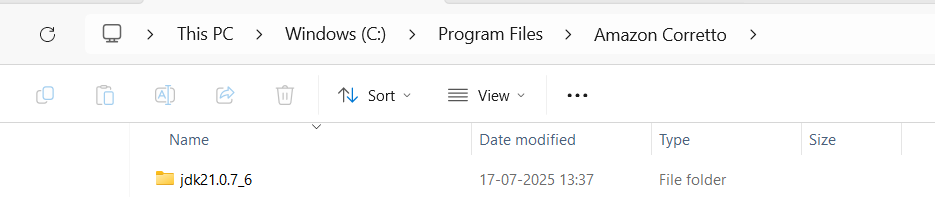 This PC > Windows (C:) > Program Files > Amazon Corretto >
Sort View
Name Date modified Type Size
jdk21.0.7_6 17-07-2025 13:37 File folder